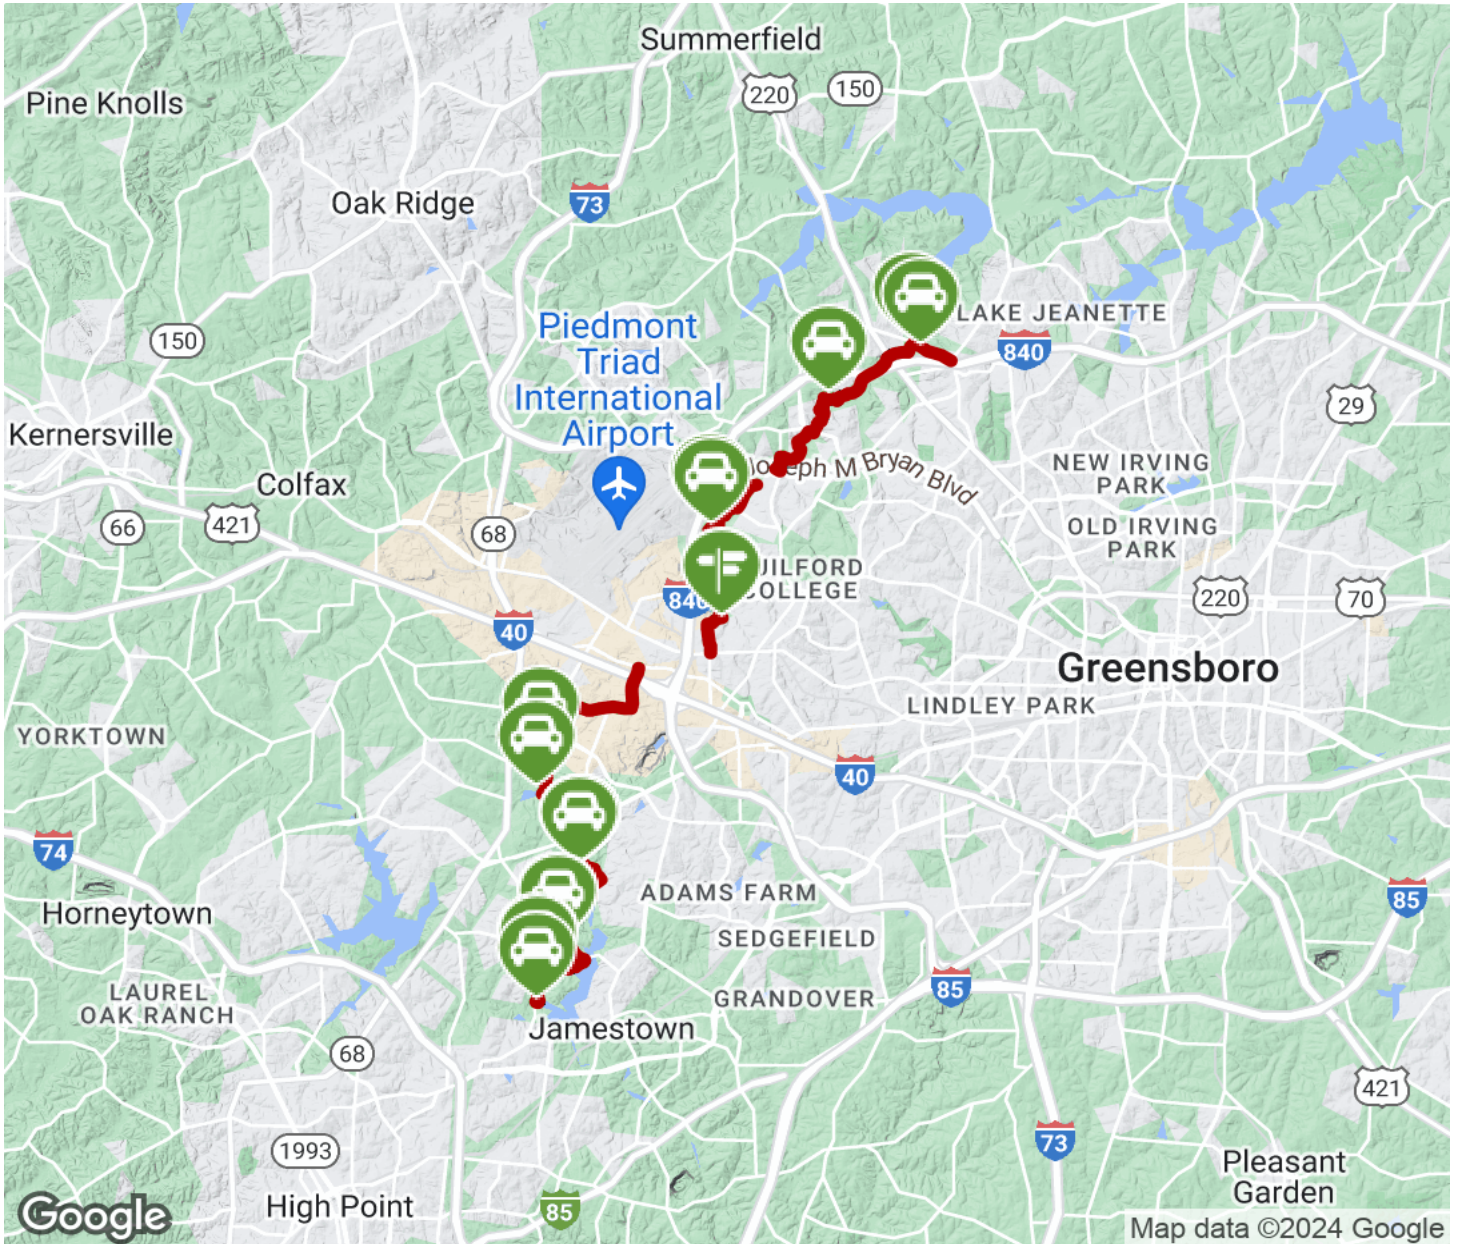 Summerfield
220
150
Pine Knolls
Oak Ridge
73
LAKE JEANETTE
150
Piedmont
Triad
International
Airport
840
29
Kernersville
Joseph M Bryan Blvd
Colfax
NEW IRVING
PARK
66
421
68
OLD IRVING
PARK
UILFORD
COLLEGE
840
220
70
40
Greensboro
LINDLEY PARK
YORKTOWN
40
74
ADAMS FARM
85
Horneytown
SEDGEFIELD
LAUREL
OAK RANCH
GRANDOVER
85
Jamestown
68
421
1993
73
Pleasant
Garden
High Point
85
Google
Map data ©2024 Google